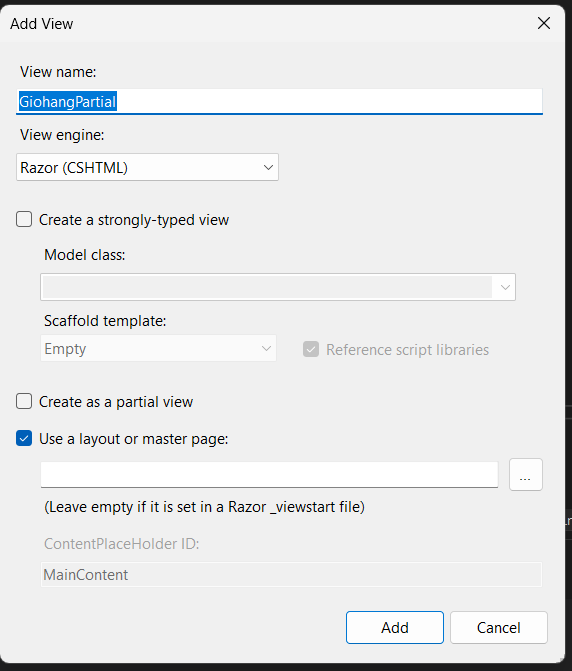 Add View
View name:
GiohangPartial
View engine:
Razor (CSHTML)
Create a strongly-typed view
Model class:
Scaffold template:
Empty
Reference script libraries
Create as a partial view
Use a layout or master page:
...
(Leave empty if it is set in a Razor _viewstart file)
ContentPlaceHolder ID:
MainContent
Add
Cancel